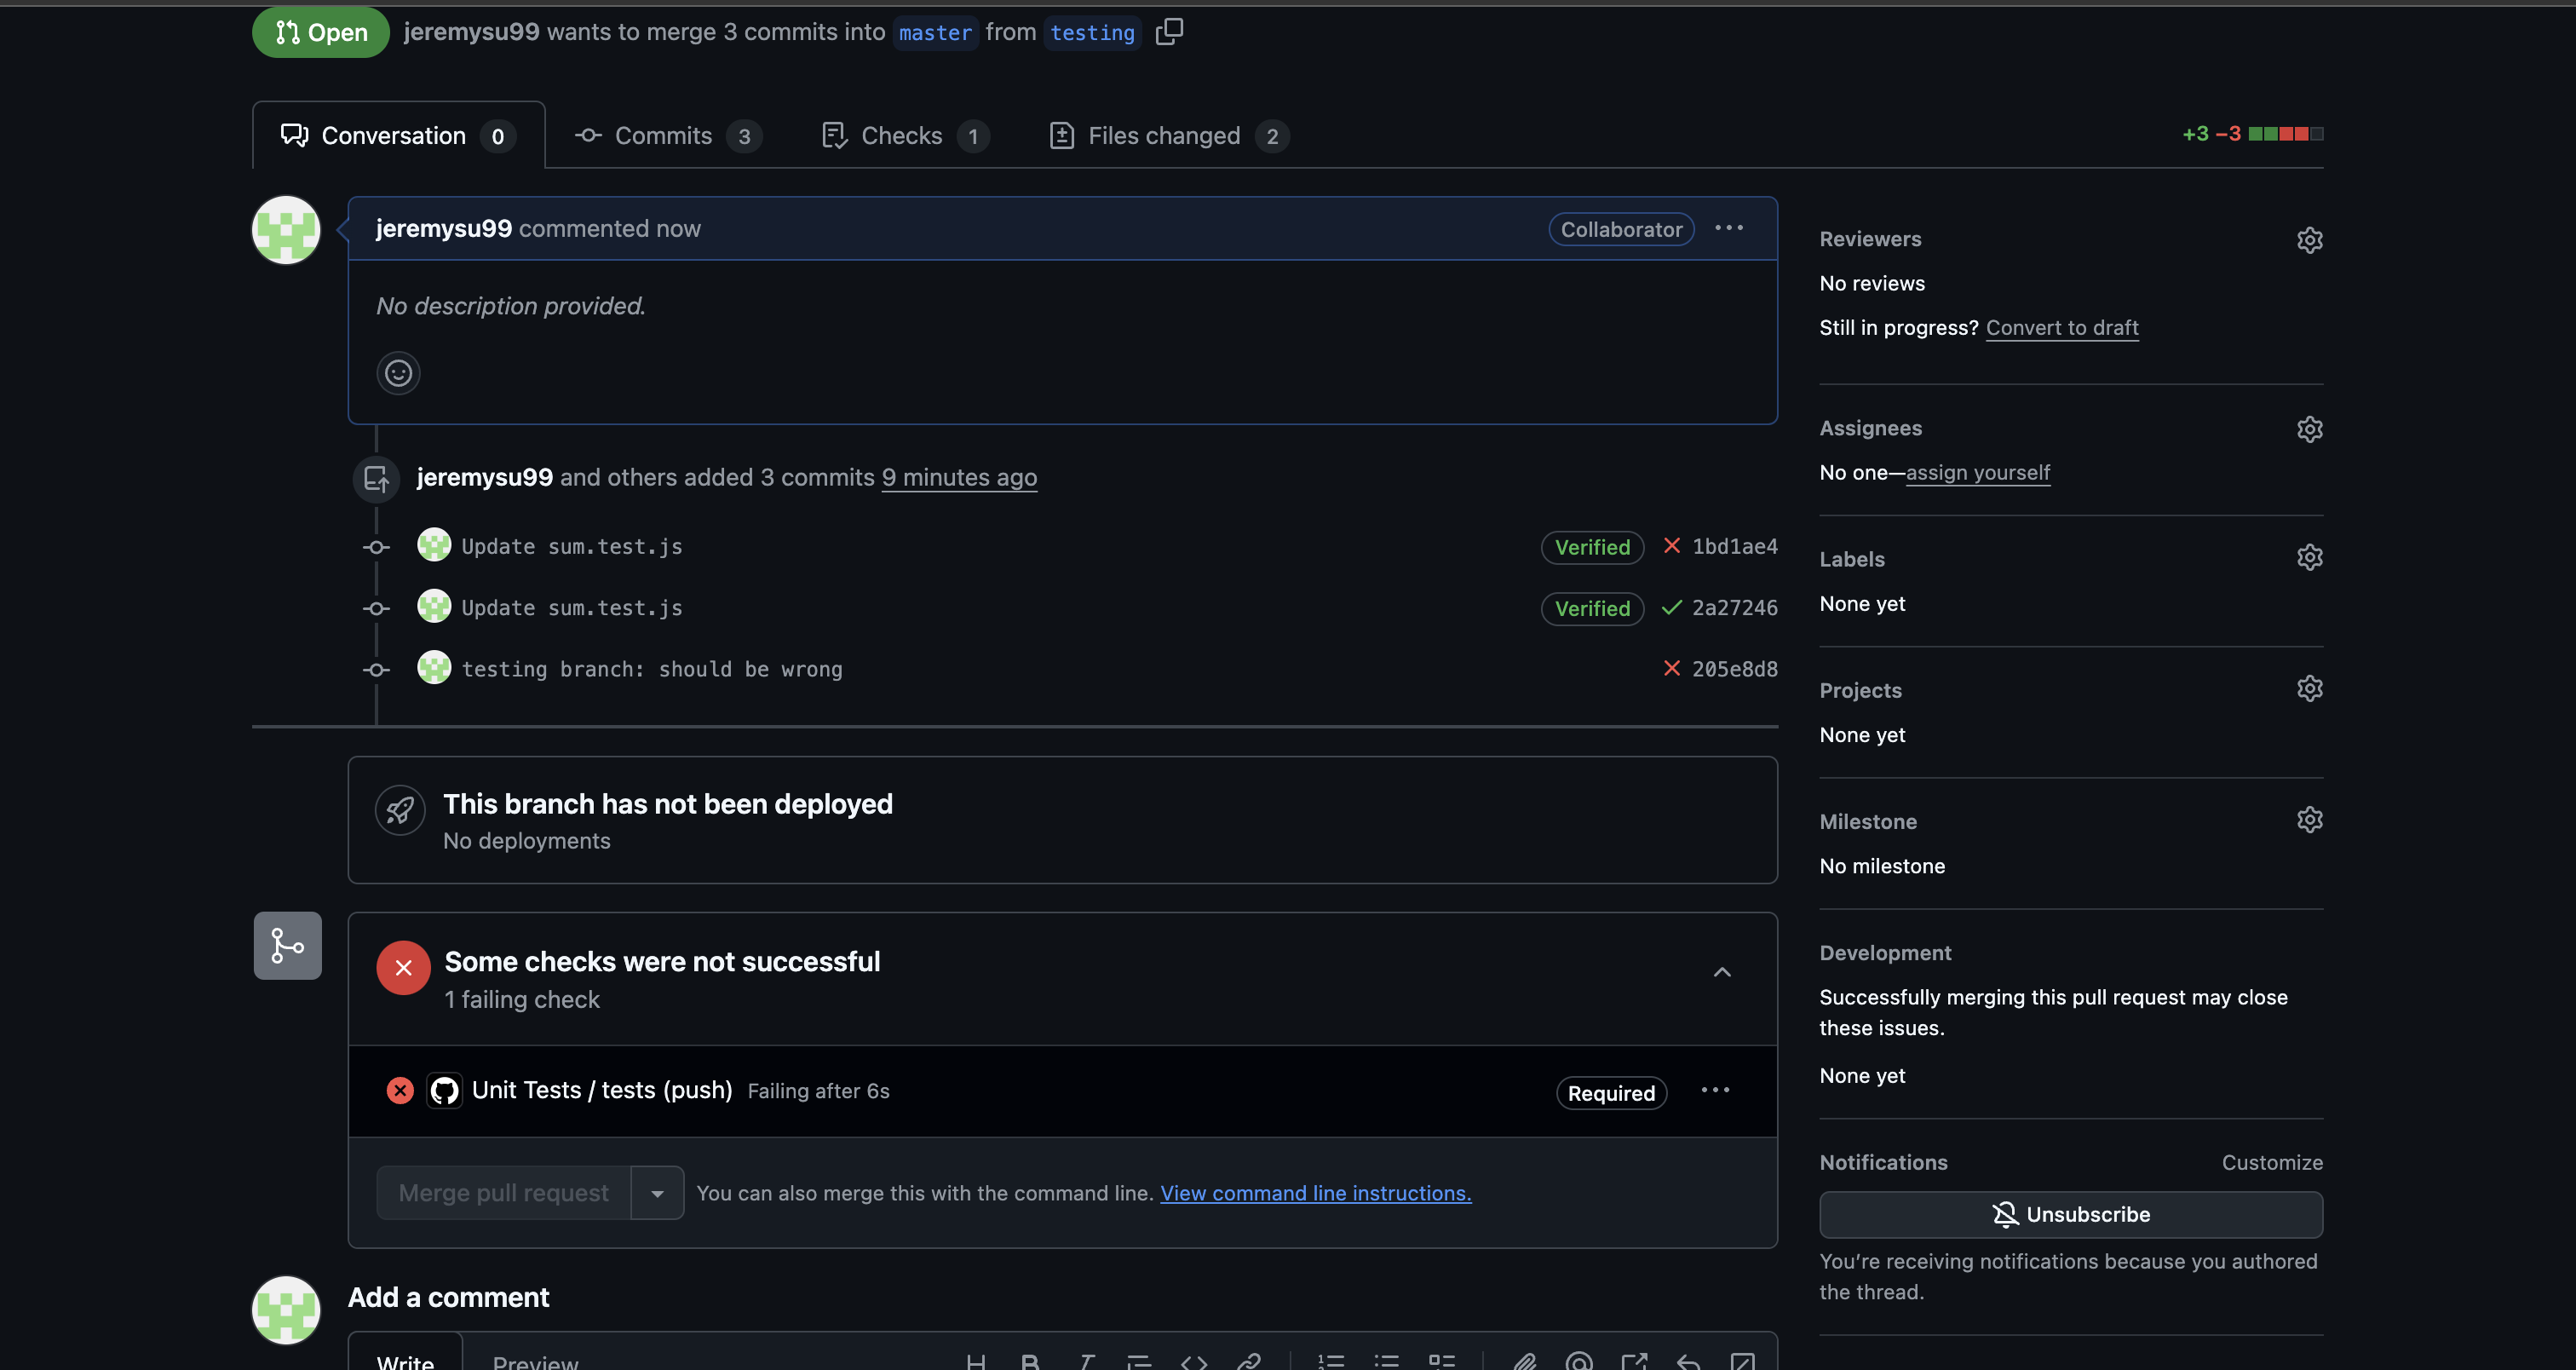 Open jeremysu99 wants to merge 3 commits into master from testing
Conversation 0 Commits 3 Checks 1 Files changed 2 +3 −3
jeremysu99 commented now Collaborator
No description provided.
jeremysu99 and others added 3 commits 9 minutes ago
Update sum.test.js Verified 1bd1ae4
Update sum.test.js Verified 2a27246
testing branch: should be wrong 205e8d8
This branch has not been deployed
No deployments
Some checks were not successful
1 failing check
Unit Tests / tests (push) Failing after 6s Required
Merge pull request You can also merge this with the command line. View command line instructions.
Add a comment
Write Preview
Reviewers
No reviews
Still in progress? Convert to draft
Assignees
No one—assign yourself
Labels
None yet
Projects
None yet
Milestone
No milestone
Development
Successfully merging this pull request may close
these issues.
None yet
Notifications Customize
Unsubscribe
You’re receiving notifications because you authored
the thread.